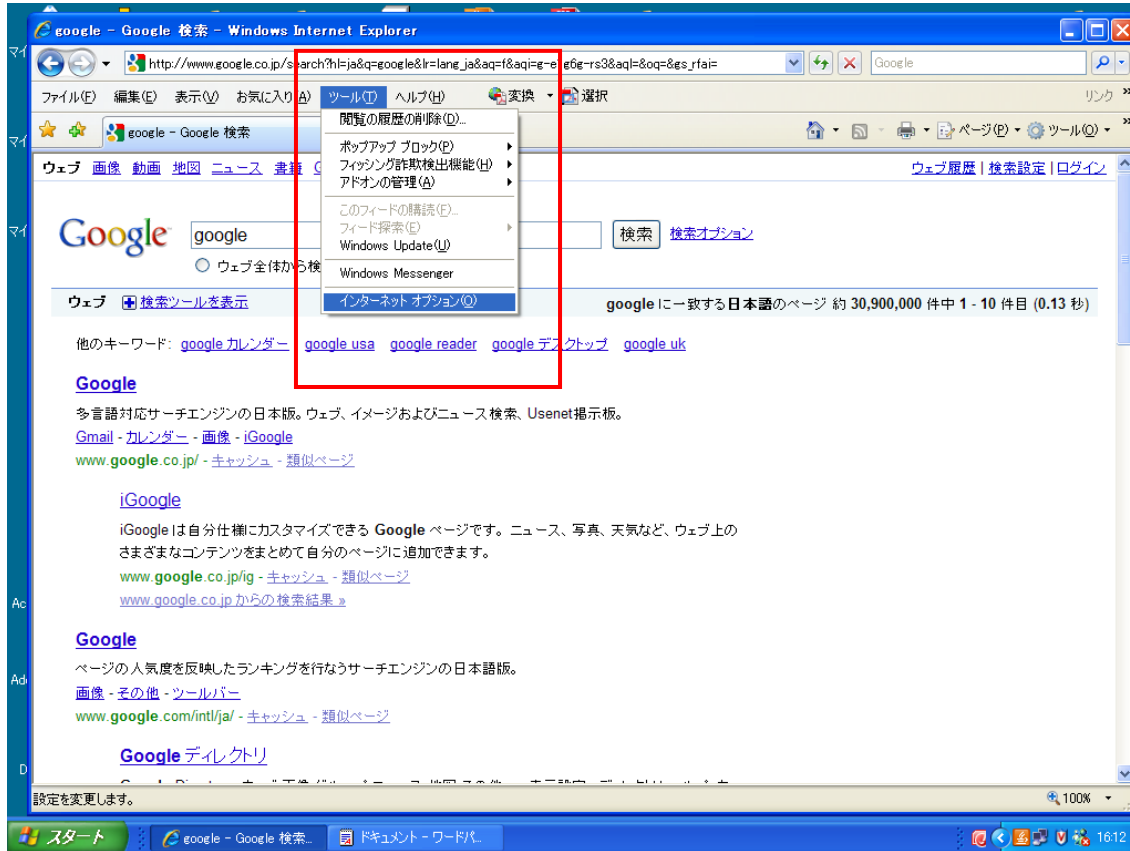 google - Google 検索 - Windows Internet Explorer
http://www.google.co.jp/search?hl=ja&q=google&lr=lang_ja&aq=f&aqi=g-e1g6g-rs3&aql=&oq=&gs_rfai=
Google
ファイル(F) 編集(E) 表示(V) お気に入り(A) ツール(T) ヘルプ(H) 変換 選択 リンク
google - Google 検索 ページ(P) ツール(O)
閲覧の履歴の削除(D)...
ポップアップ ブロック(P)
フィッシング詐欺検出機能(H)
アドオンの管理(A)
このフィードの購読(F)...
フィード探索(E)
Windows Update(U)
Windows Messenger
インターネット オプション(O)
ウェブ 画像 動画 地図 ニュース 書籍 ウェブ履歴 | 検索設定 | ログイン
Google google 検索 検索オプション
ウェブ全体から検
ウェブ 検索ツールを表示 google に一致する日本語のページ 約 30,900,000 件中 1 - 10 件目 (0.13 秒)
他のキーワード: google カレンダー google usa google reader google デスクトップ google uk
Google
多言語対応サーチエンジンの日本版。ウェブ、イメージおよびニュース検索、Usenet掲示板。
Gmail - カレンダー - 画像 - iGoogle
www.google.co.jp/ - キャッシュ - 類似ページ
iGoogle
iGoogle は自分仕様にカスタマイズできる Google ページです。ニュース、写真、天気など、ウェブ上の
さまざまなコンテンツをまとめて自分のページに追加できます。
www.google.co.jp/ig - キャッシュ - 類似ページ
www.google.co.jp からの検索結果 »
Google
ページの人気度を反映したランキングを行なうサーチエンジンの日本語版。
画像 - その他 - ツールバー
www.google.com/intl/ja/ - キャッシュ - 類似ページ
Google ディレクトリ
設定を変更します。 100%
スタート google - Google 検索... ドキュメント - ワードパ... 16:12